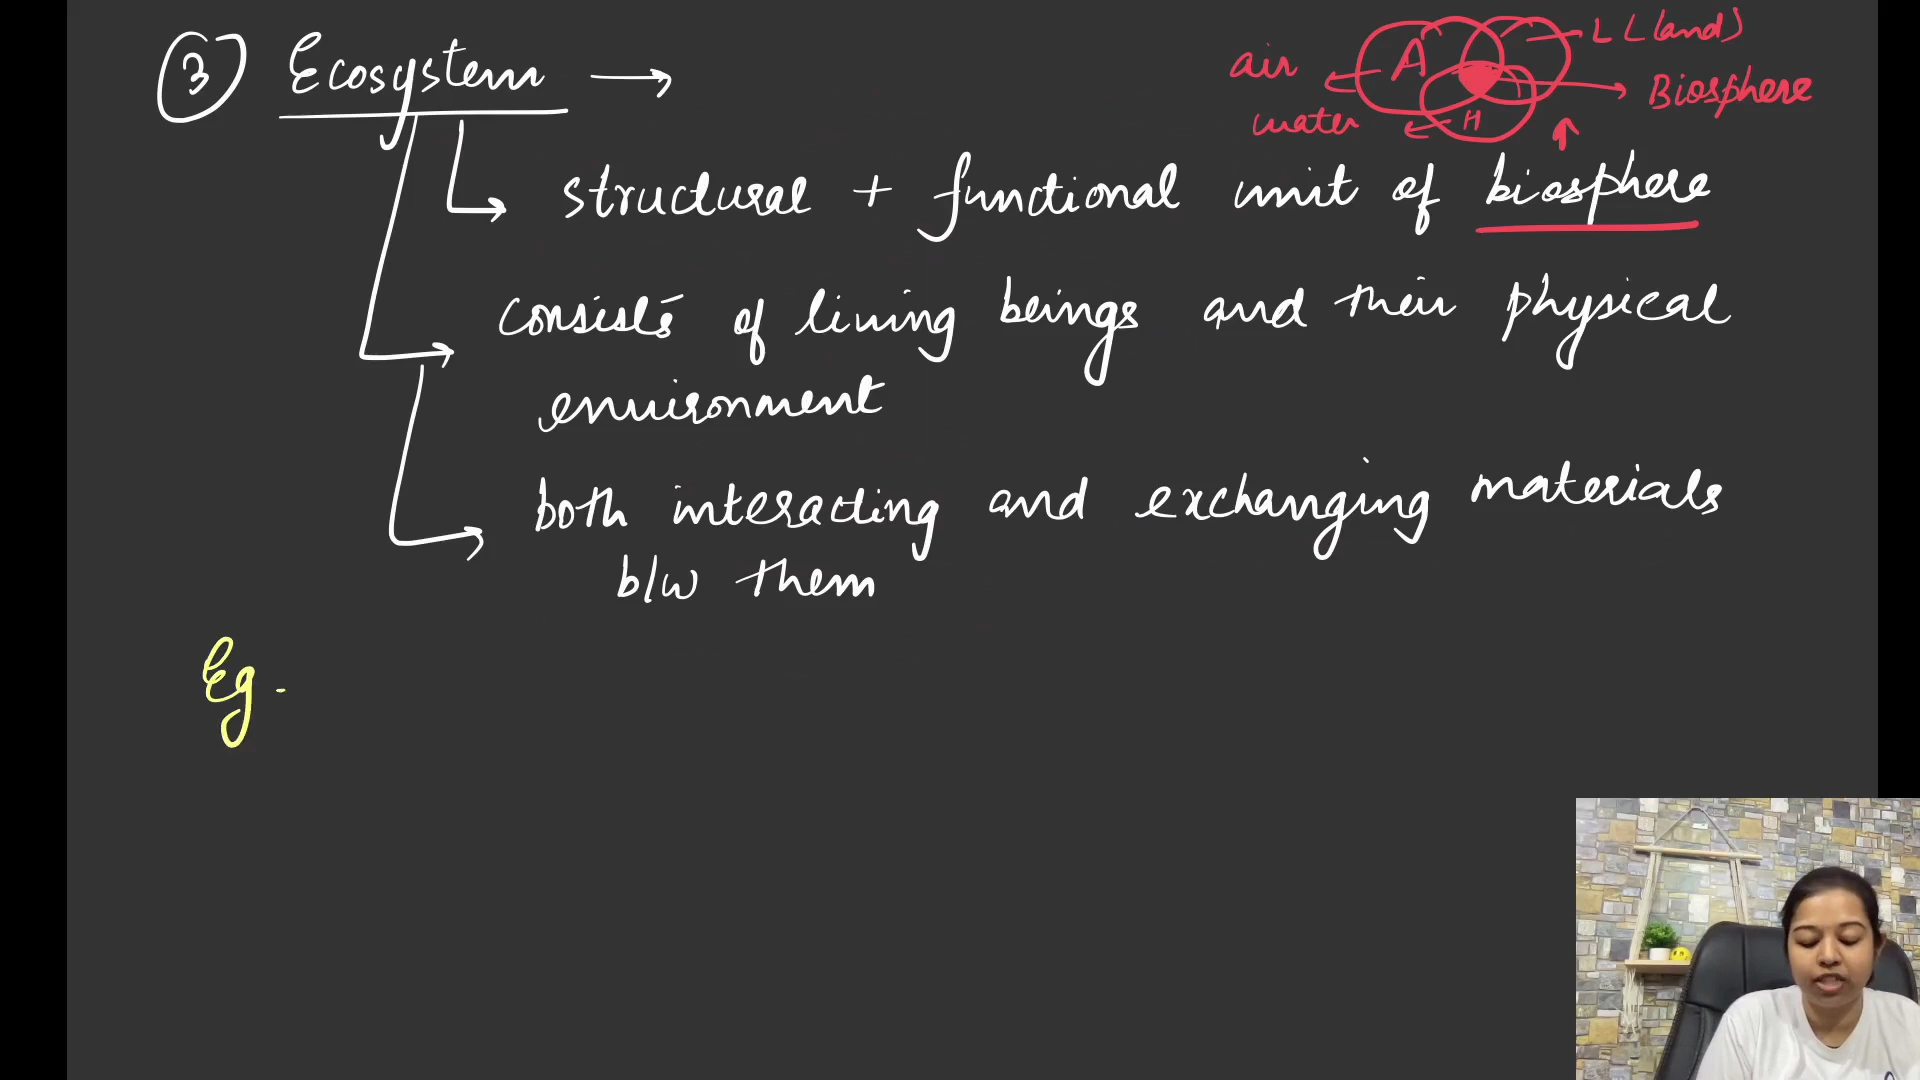 ③ Ecosystem →
air
A
L (land)
Biosphere
water
H
structural + functional unit of biosphere
consists of living beings and their physical
environment
both interacting and exchanging materials
b/w them
Eg.